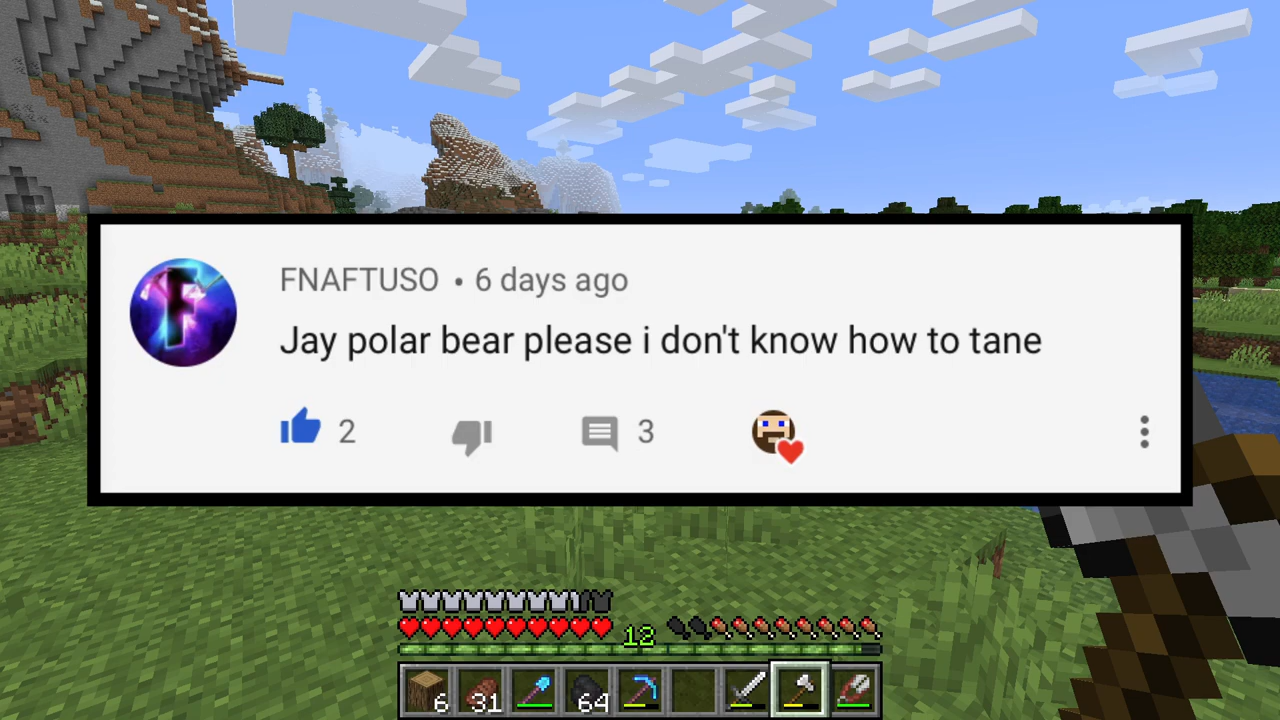 FNAFTUSO • 6 days ago
Jay polar bear please i don't know how to tane
2 3
12
6 31 64